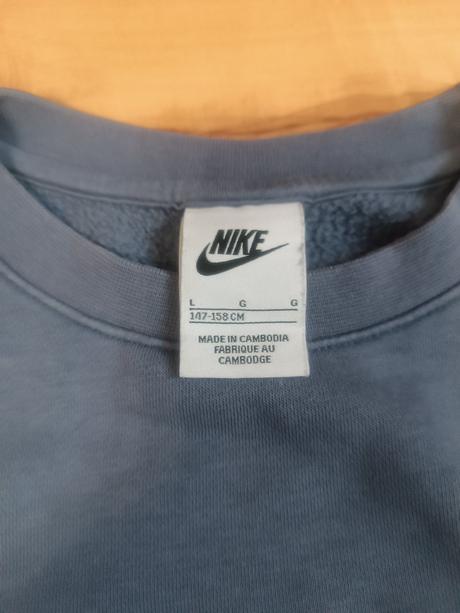 NIKE
L G G
147-158 CM
MADE IN CAMBODIA
FABRIQUE AU
CAMBODGE